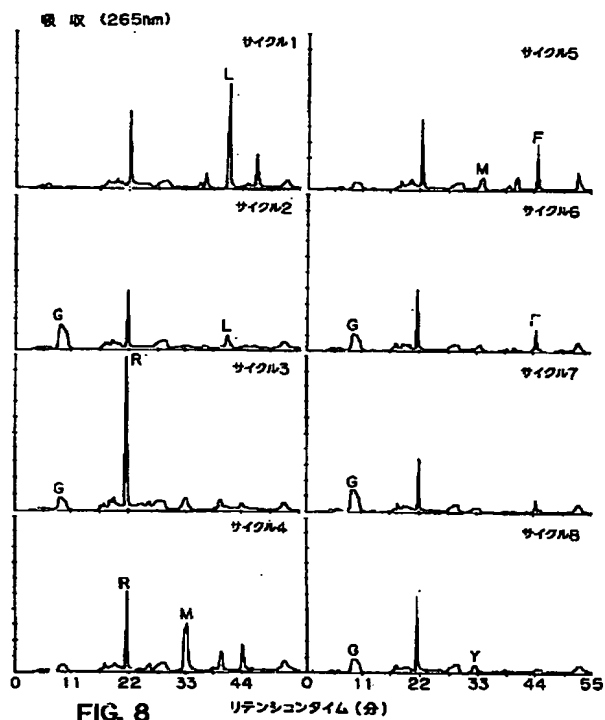 吸収 (265nm)
サイクル1
L
サイクル5
M
F
サイクル2
G
L
サイクル6
G
サイクル3
G
R
サイクル7
G
サイクル4
R
M
サイクル8
G
Y
0 11 22 33 44 0 11 22 33 44 55
FIG. 8
リテンションタイム (分)